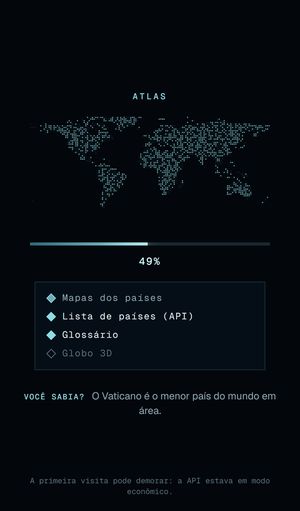 ATLAS
49%
Mapas dos países
Lista de países (API)
Glossário
Globo 3D
VOCÊ SABIA? O Vaticano é o menor país do mundo em
área.
A primeira visita pode demorar: a API estava em modo
econômico.